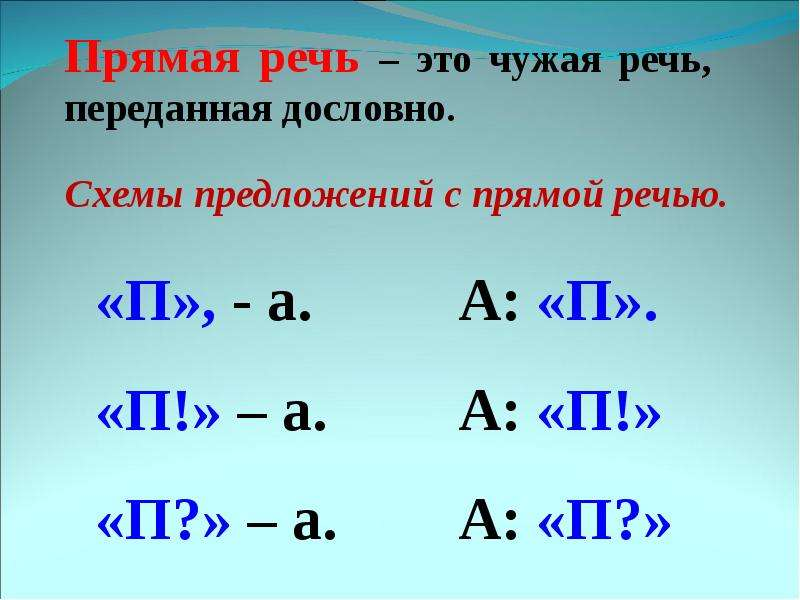 Прямая речь – это чужая речь,
переданная дословно.
Схемы предложений с прямой речью.
«П», - а. А: «П».
«П!» – а. А: «П!»
«П?» – а. А: «П?»